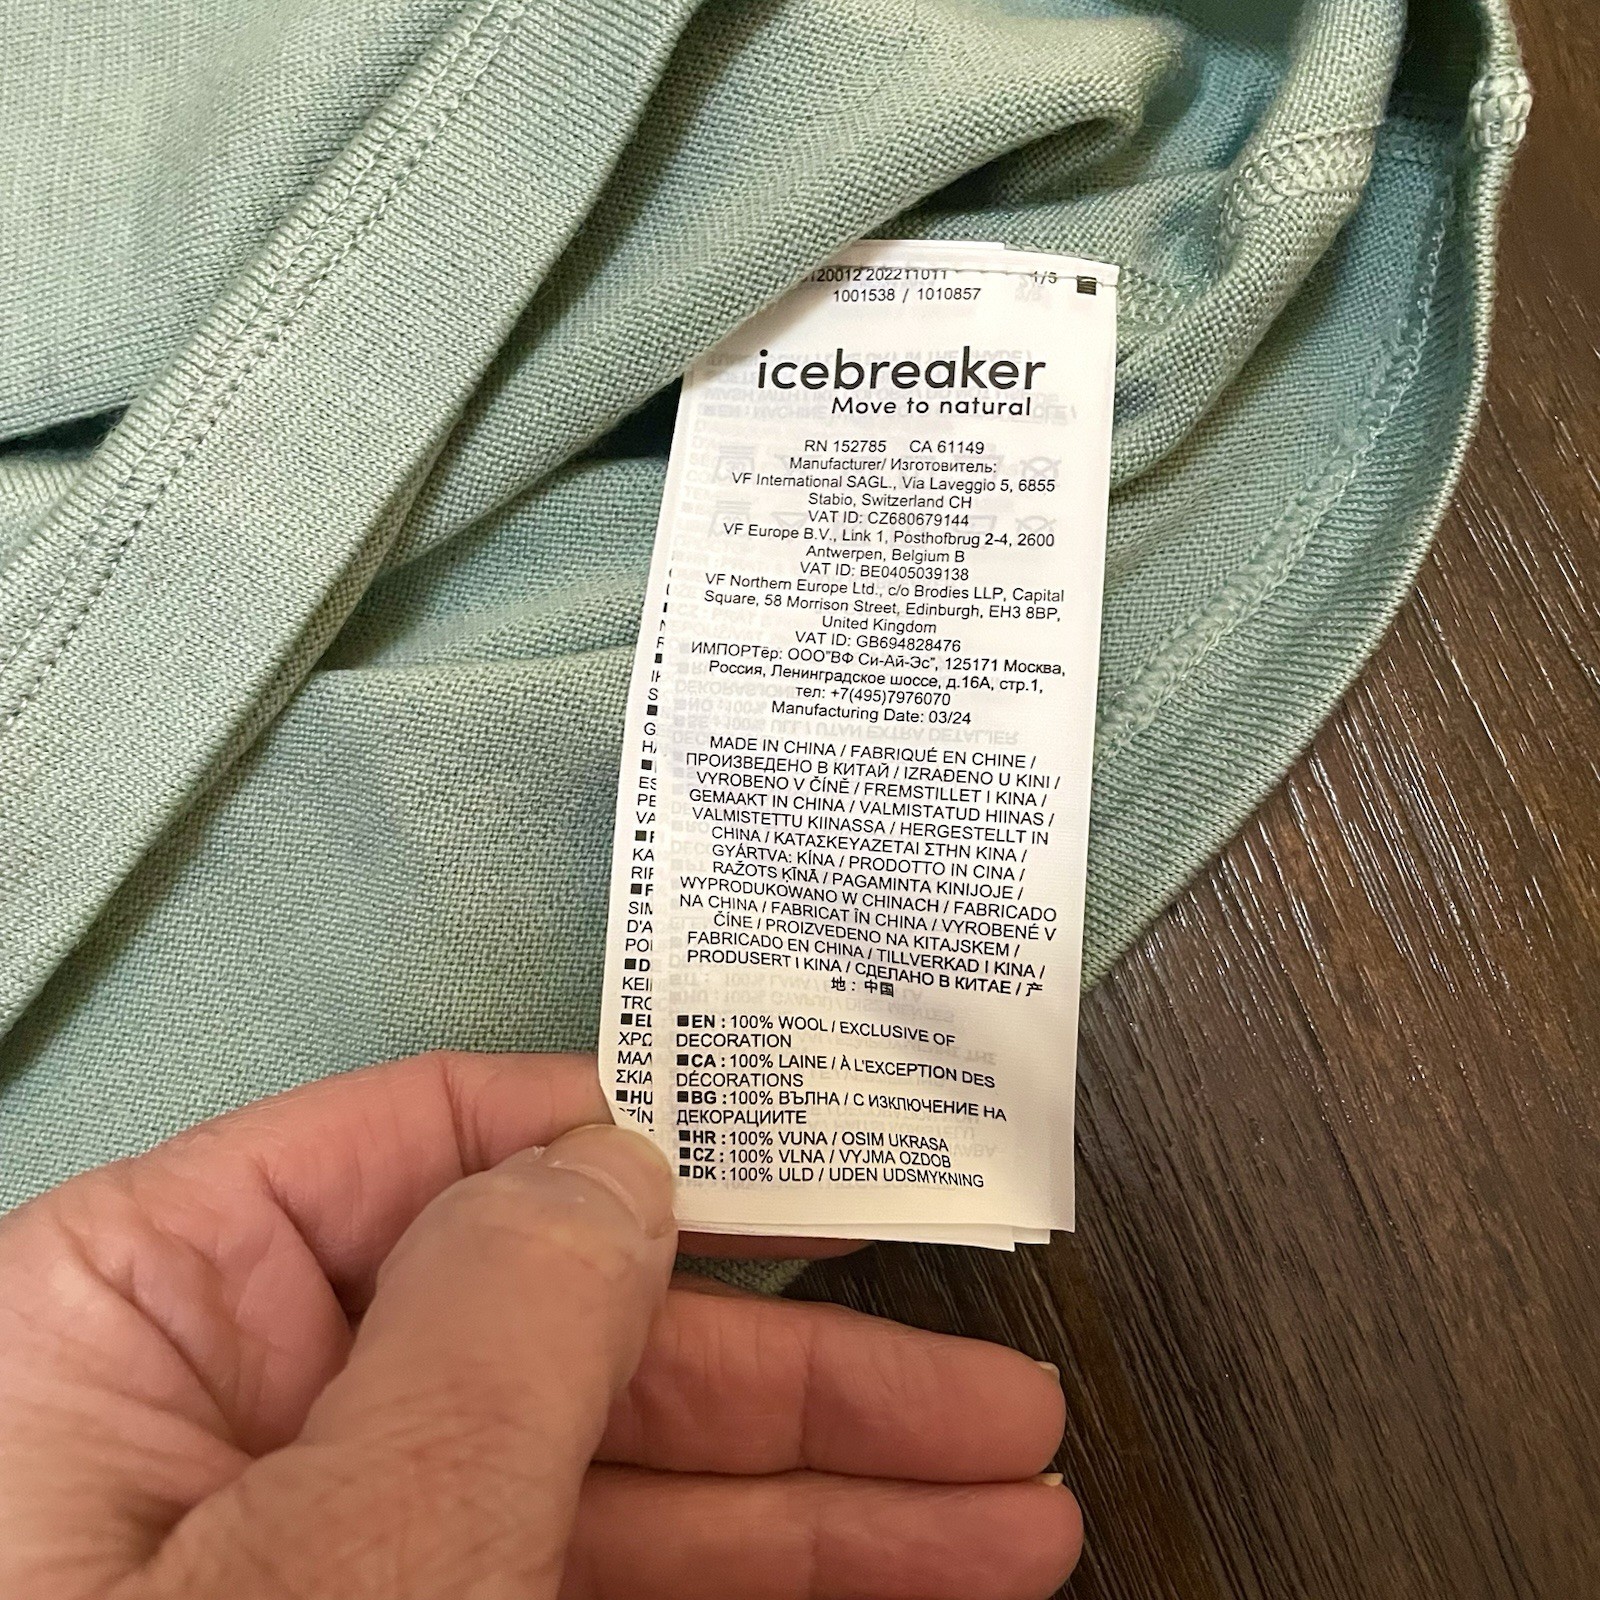 120012 202211011 1/5
1001538 / 1010857
icebreaker
Move to natural
RN 152785 CA 61149
Manufacturer/ Изготовитель:
VF International SAGL., Via Laveggio 5, 6855
Stabio, Switzerland CH
VAT ID: CZ680679144
VF Europe B.V., Link 1, Posthofbrug 2-4, 2600
Antwerpen, Belgium B
VAT ID: BE0405039138
VF Northern Europe Ltd., c/o Brodies LLP, Capital
Square, 58 Morrison Street, Edinburgh, EH3 8BP,
United Kingdom
VAT ID: GB694828476
ИМПОРТёр: ООО"ВФ Си-Ай-Эс", 125171 Москва,
Россия, Ленинградское шоссе, д.16А, стр.1,
тел: +7(495)7976070
Manufacturing Date: 03/24
MADE IN CHINA / FABRIQUÉ EN CHINE /
ПРОИЗВЕДЕНО В КИТАЙ / IZRAĐENO U KINI /
VYROBENO V ČÍNĚ / FREMSTILLET I KINA /
GEMAAKT IN CHINA / VALMISTATUD HIINAS /
VALMISTETTU KIINASSA / HERGESTELLT IN
CHINA / ΚΑΤΑΣΚΕΥΑΖΕΤΑΙ ΣΤΗΝ ΚΙΝΑ /
GYÁRTVA: KÍNA / PRODOTTO IN CINA /
RAŽOTS ĶĪNĀ / PAGAMINTA KINIJOJE /
WYPRODUKOWANO W CHINACH / FABRICADO
NA CHINA / FABRICAT ÎN CHINA / VYROBENÉ V
ČÍNE / PROIZVEDENO NA KITAJSKEM /
FABRICADO EN CHINA / TILLVERKAD I KINA /
PRODUSERT I KINA / СДЕЛАНО В КИТАЕ / 产
地：中国
EN : 100% WOOL / EXCLUSIVE OF
DECORATION
CA : 100% LAINE / À L'EXCEPTION DES
DÉCORATIONS
BG : 100% ВЪЛНА / С ИЗКЛЮЧЕНИЕ НА
ДЕКОРАЦИИТЕ
HR : 100% VUNA / OSIM UKRASA
CZ : 100% VLNA / VYJMA OZDOB
DK : 100% ULD / UDEN UDSMYKNING